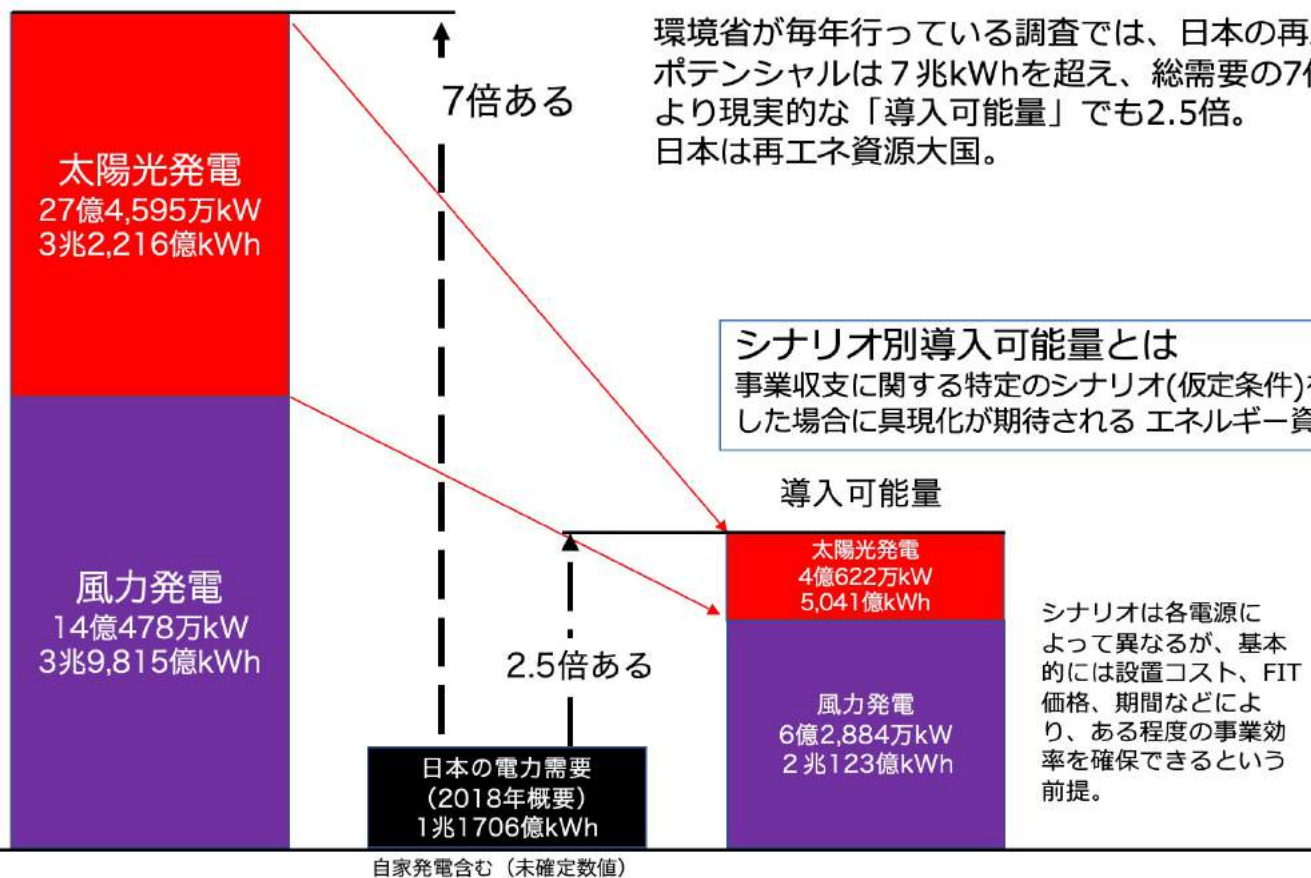 環境省が毎年行っている調査では、日本の再
ポテンシャルは７兆kWhを超え、総需要の7
より現実的な「導入可能量」でも2.5倍。
日本は再エネ資源大国。
7倍ある
太陽光発電
27億4,595万kW
3兆2,216億kWh
シナリオ別導入可能量とは
事業収支に関する特定のシナリオ(仮定条件)
した場合に具現化が期待される エネルギー資
導入可能量
太陽光発電
4億622万kW
5,041億kWh
風力発電
14億478万kW
3兆9,815億kWh
2.5倍ある
風力発電
6億2,884万kW
２兆123億kWh
シナリオは各電源に
よって異なるが、基本
的には設置コスト、FIT
価格、期間などによ
り、ある程度の事業効
率を確保できるという
前提。
日本の電力需要
（2018年概要）
1兆1706億kWh
自家発電含む（未確定数値）